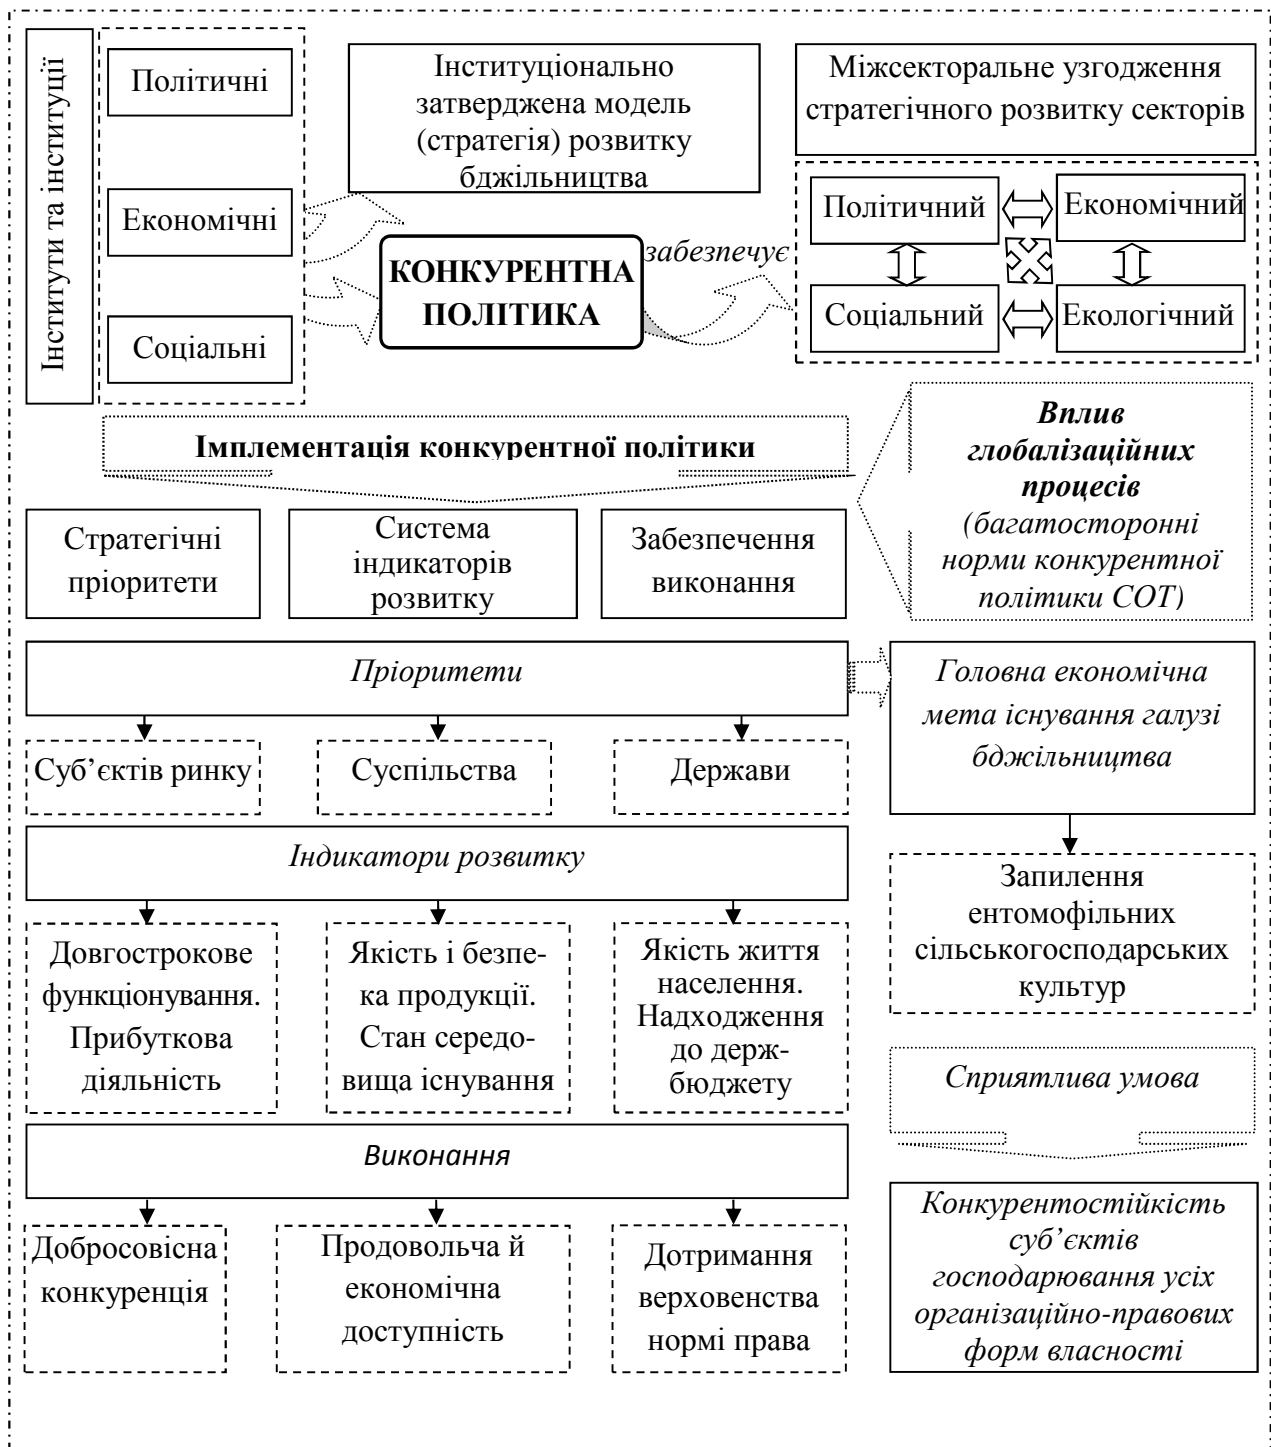 Інститути та інституції
Політичні
Економічні
Соціальні
Інституціонально
затверджена модель
(стратегія) розвитку
бджільництва
КОНКУРЕНТНА
ПОЛІТИКА
забезпечує
Міжсекторальне узгодження
стратегічного розвитку секторів
Політичний
Економічний
Соціальний
Екологічний
Імплементація конкурентної політики
Вплив
глобалізаційних
процесів
(багатосторонні
норми конкурентної
політики СОТ)
Стратегічні
пріоритети
Система
індикаторів
розвитку
Забезпечення
виконання
Пріоритети
Суб’єктів ринку
Суспільства
Держави
Головна економічна
мета існування галузі
бджільництва
Індикатори розвитку
Довгострокове
функціонування.
Прибуткова
діяльність
Якість і безпе-
ка продукції.
Стан середо-
вища існування
Якість життя
населення.
Надходження
до держ-
бюджету
Запилення
ентомофільних
сільськогосподарських
культур
Сприятлива умова
Виконання
Добросовісна
конкуренція
Продовольча й
економічна
доступність
Дотримання
верховенства
нормі права
Конкурентостійкість
суб’єктів
господарювання усіх
організаційно-правових
форм власності